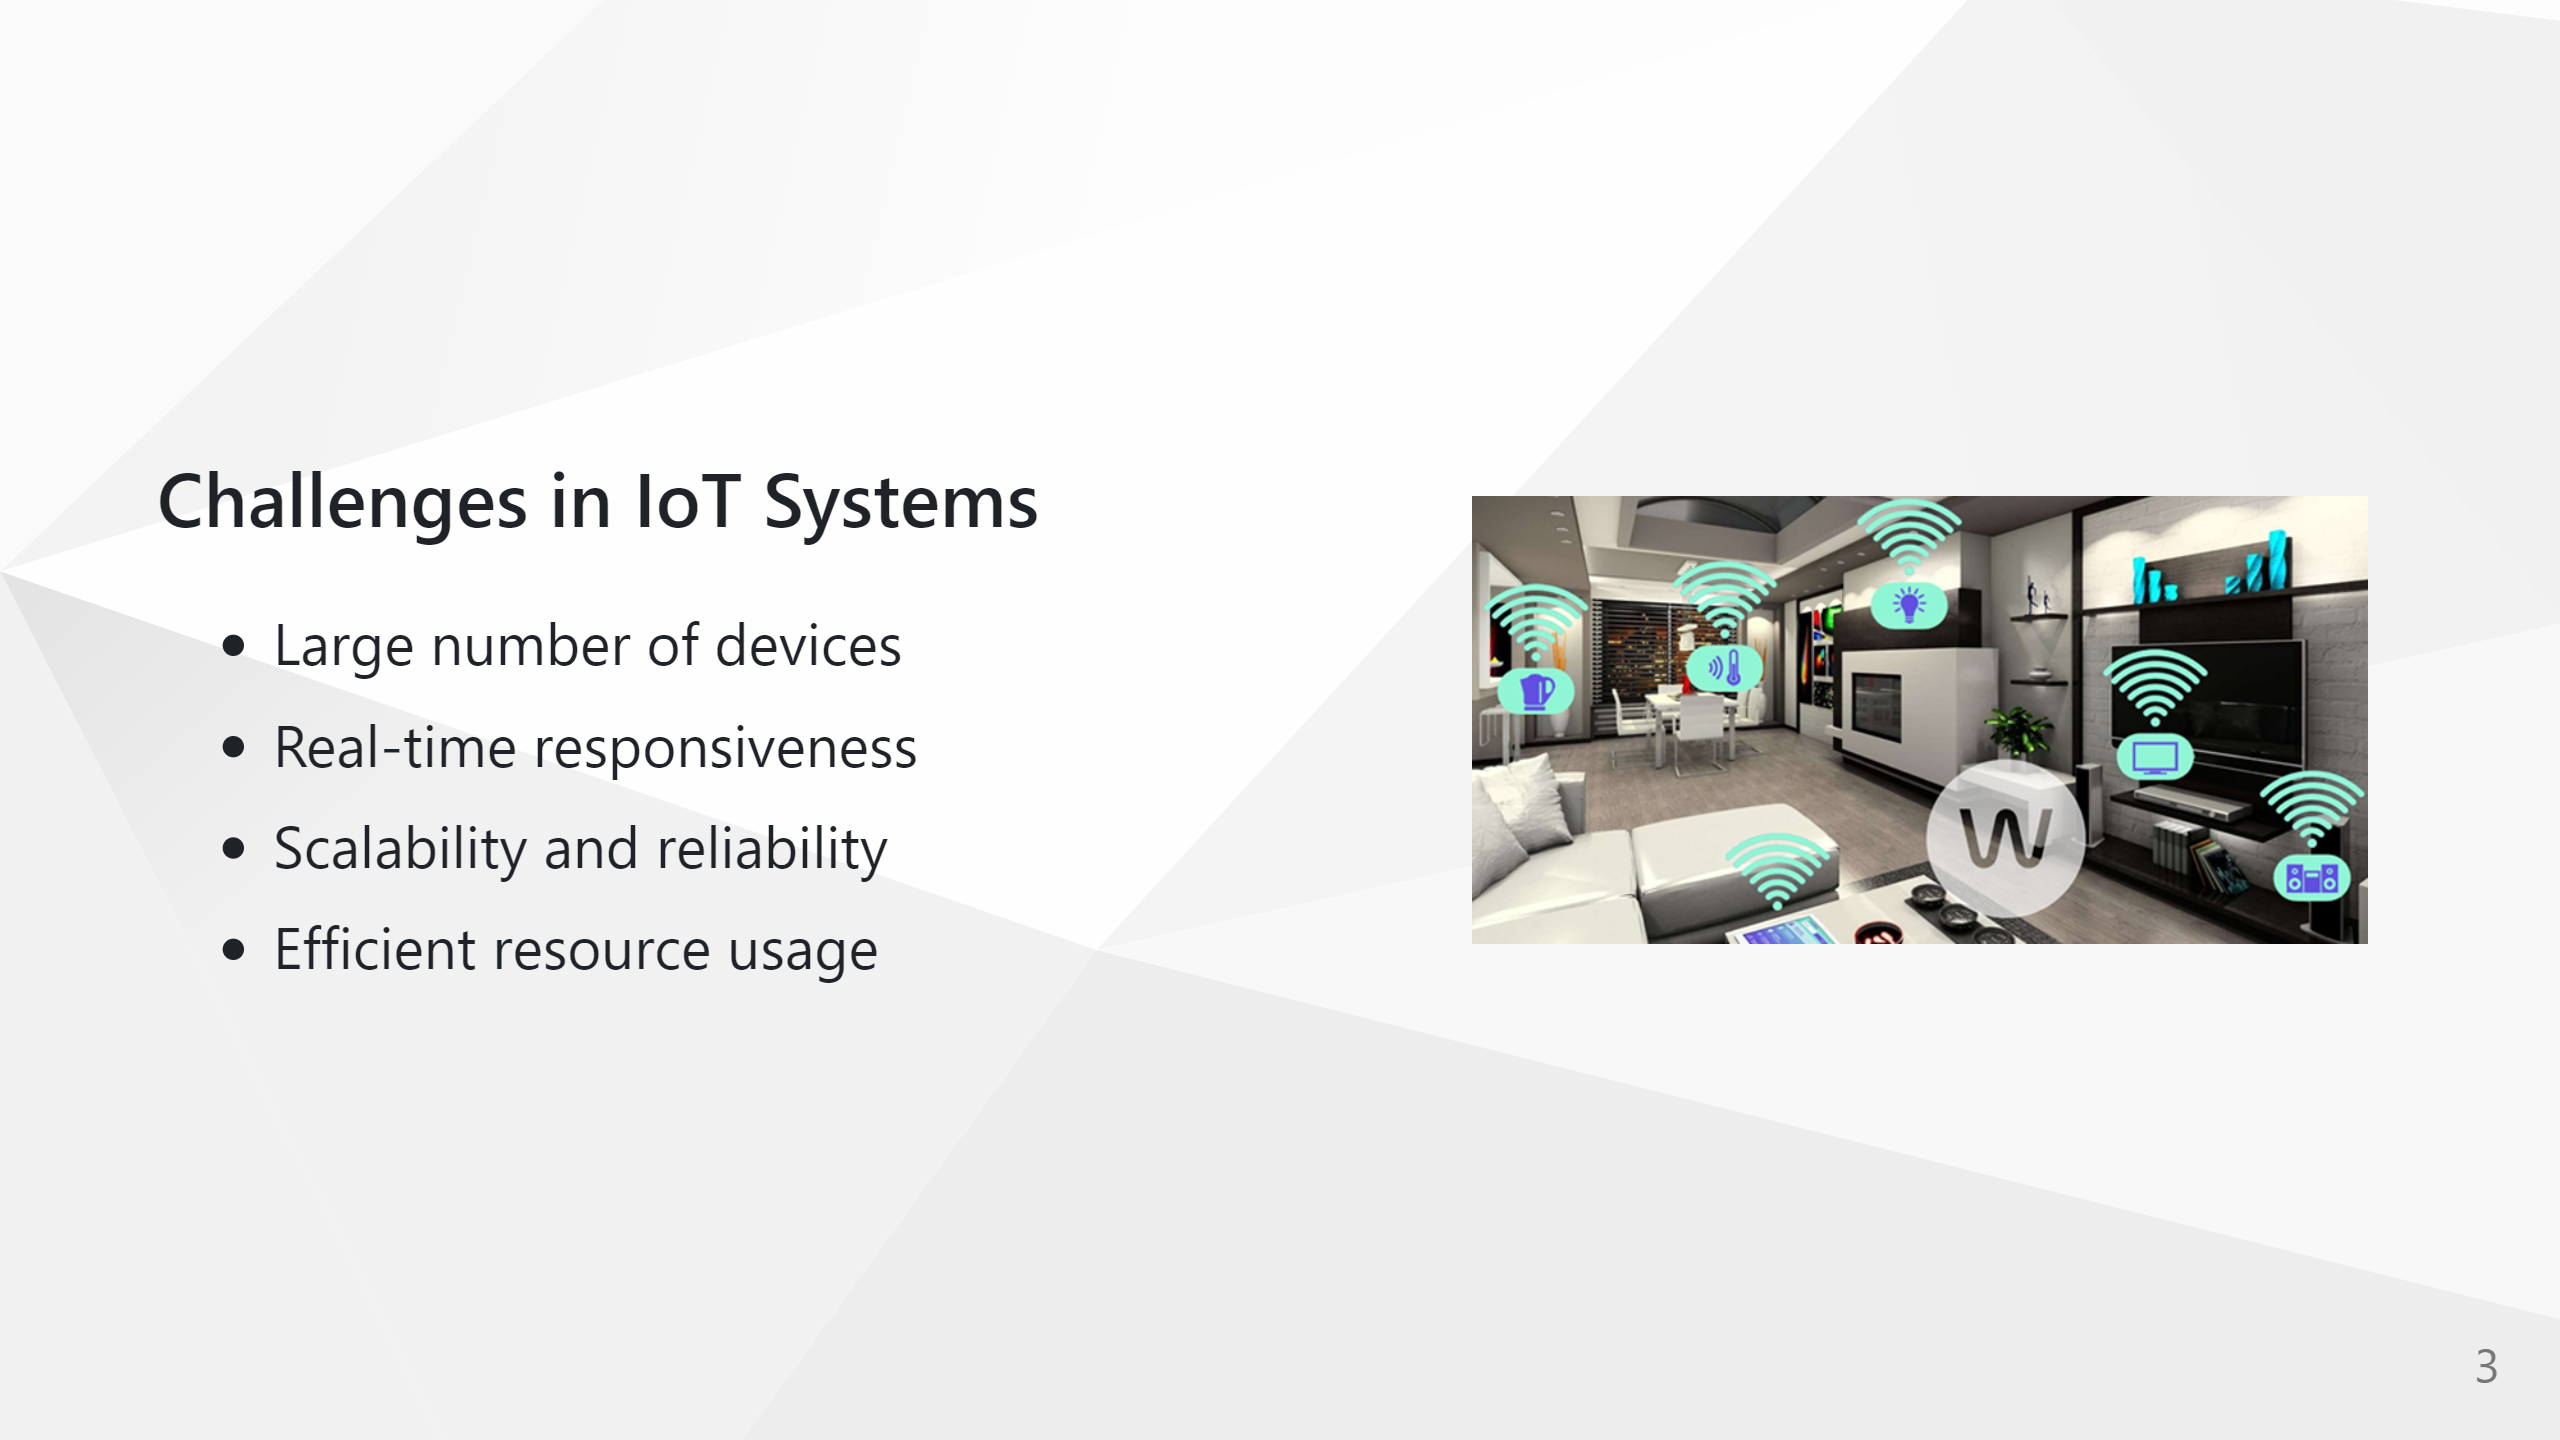 Challenges in IoT Systems
Large number of devices
Real-time responsiveness
Scalability and reliability
Efficient resource usage
W
3